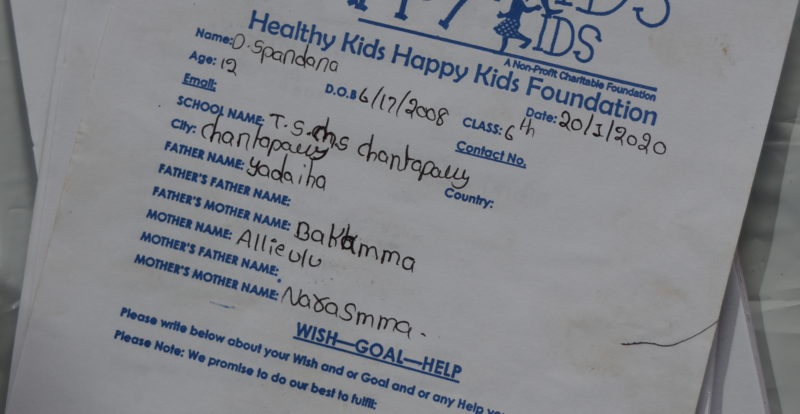 IDS
Healthy Kids Happy Kids Foundation
A Non-Profit Charitable Foundation
Name: D. Spandana
Age: 12 D.O.B 6/17/2008 CLASS: 6th Date: 20/1/2020
Email: Contact No.
SCHOOL NAME: T.S. chantapally
City: chantapally Country:
FATHER NAME: Yadaiha
FATHER'S FATHER NAME:
FATHER'S MOTHER NAME: Bakkamma
MOTHER NAME: Allieulu
MOTHER'S FATHER NAME:
MOTHER'S MOTHER NAME: Narasmma.
WISH—GOAL—HELP
Please write below about your Wish and or Goal and or any Help
Please Note: We promise to do our best to fulfil: